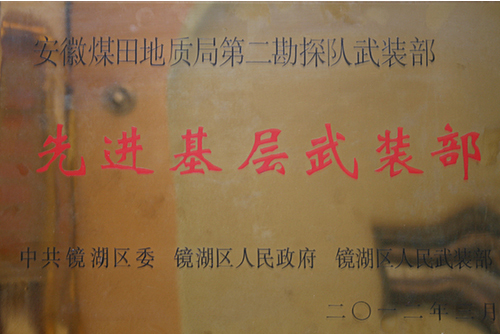 安徽煤田地质局第二勘探队武装部
先进基层武装部
中共镜湖区委 镜湖区人民政府 镜湖区人民武装部
二〇一二年 月